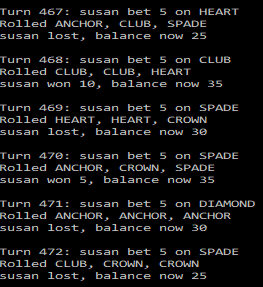 Turn 467: susan bet 5 on HEART
Rolled ANCHOR, CLUB, SPADE
susan lost, balance now 25
Turn 468: susan bet 5 on CLUB
Rolled CLUB, CLUB, HEART
susan won 10, balance now 35
Turn 469: susan bet 5 on SPADE
Rolled HEART, HEART, CROWN
susan lost, balance now 30
Turn 470: susan bet 5 on SPADE
Rolled ANCHOR, CROWN, SPADE
susan won 5, balance now 35
Turn 471: susan bet 5 on DIAMOND
Rolled ANCHOR, ANCHOR, ANCHOR
susan lost, balance now 30
Turn 472: susan bet 5 on SPADE
Rolled CLUB, CROWN, CROWN
susan lost, balance now 25